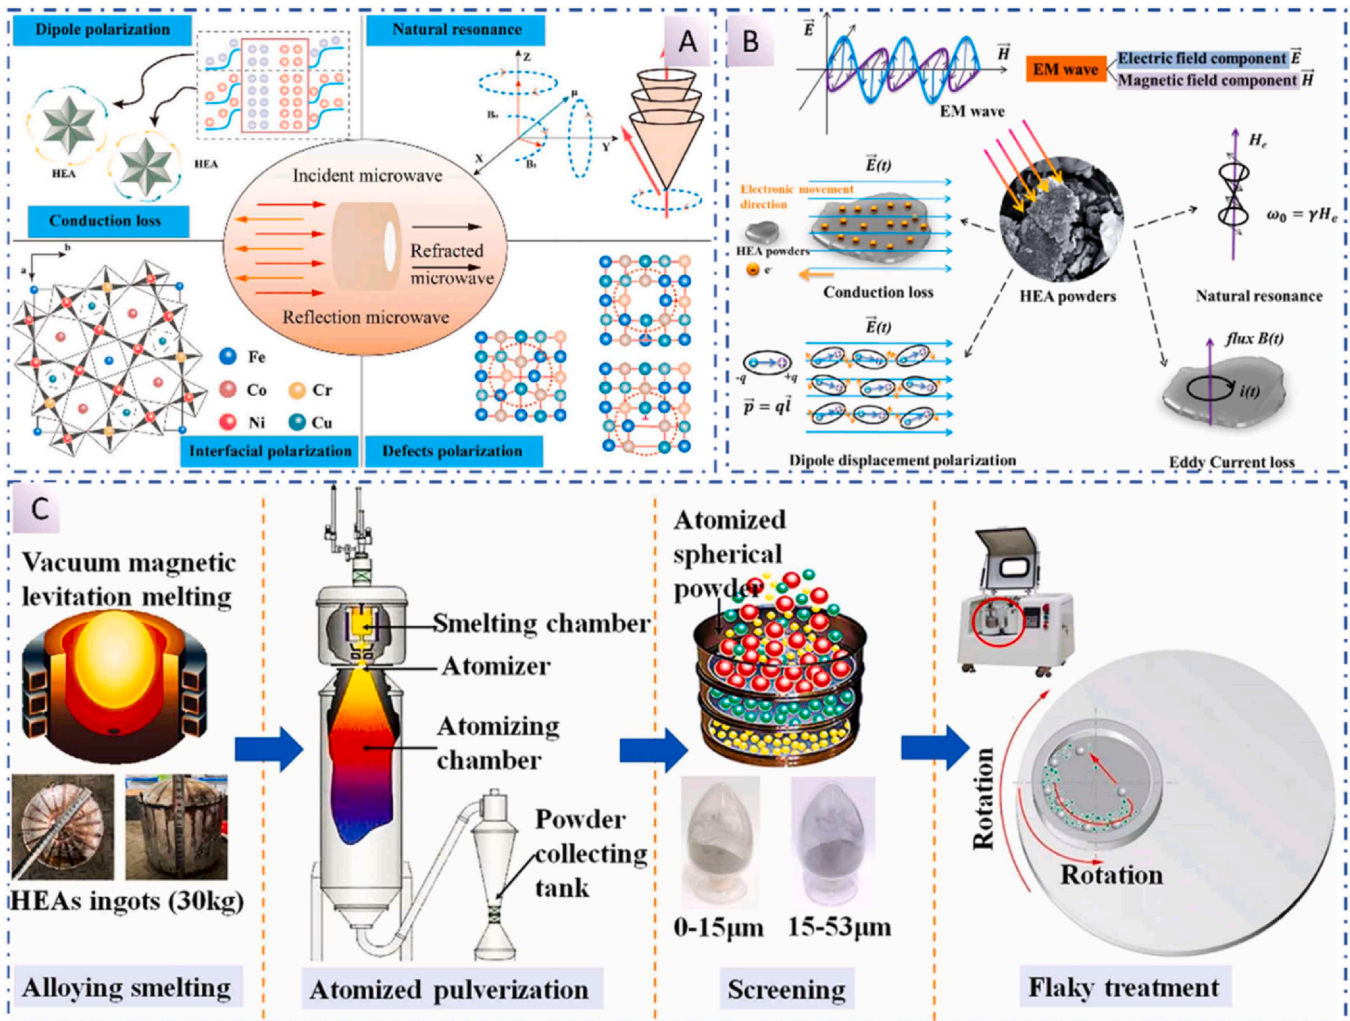 A
Dipole polarization
Natural resonance
HEA
HEA
Z
μ
B₀
Y
X
B₁
Conduction loss
Incident microwave
Refracted
microwave
Reflection microwave
b
a
Fe
Co
Cr
Ni
Cu
Interfacial polarization
Defects polarization
B
E⃗
H⃗
EM wave
EM wave
Electric field component E⃗
Magnetic field component H⃗
E⃗(t)
Electronic movement
direction
HEA powders
e-
Conduction loss
HEA powders
Hₑ
ω₀ = γHₑ
Natural resonance
E⃗(t)
-q
+q
p⃗ = ql⃗
Dipole displacement polarization
flux B(t)
i(t)
Eddy Current loss
C
Vacuum magnetic
levitation melting
HEAs ingots (30kg)
Alloying smelting
Smelting chamber
Atomizer
Atomizing
chamber
Powder
collecting
tank
Atomized pulverization
Atomized
spherical
powder
0-15μm
15-53μm
Screening
Rotation
Rotation
Flaky treatment